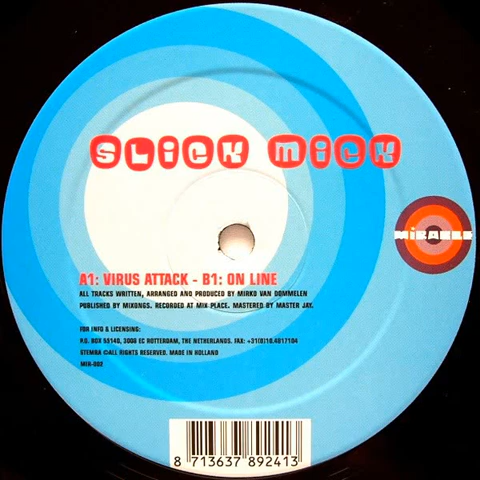 SLICK MICK
MIRACLE
A1: VIRUS ATTACK - B1: ON LINE
ALL TRACKS WRITTEN, ARRANGED AND PRODUCED BY MIRKO VAN DOMMELEN
PUBLISHED BY MIXONGS. RECORDED AT MIX PLACE. MASTERED BY MASTER JAY.
FOR INFO & LICENSING:
P.O. BOX 55140, 3008 EC ROTTERDAM, THE NETHERLANDS. FAX: +31(0)10.4817104
STEMRA ©ALL RIGHTS RESERVED. MADE IN HOLLAND
MIR-002
8 713637 892413